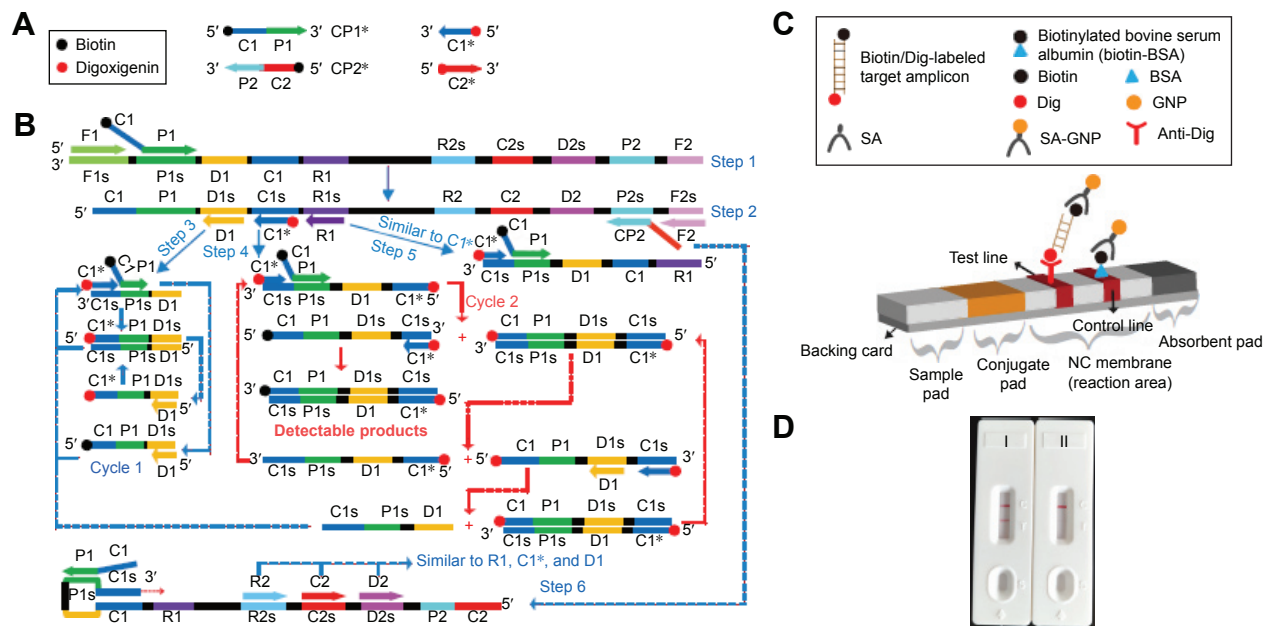 A
Biotin
Digoxigenin
5′ 3′ CP1*
C1 P1
3′ 5′ CP2*
P2 C2
3′ 5′
C1*
3′
C2*
B
C1
F1 P1
5′
3′
R2s C2s D2s P2 F2
Step 1
F1s P1s D1 C1 R1
C1 P1 D1s C1s R1s R2 C2 D2 P2s F2s
5′ Step 2
D1 C1* R1 CP2 F2
Step 3
Step 4
Similar to C1*
Step 5
C1* C1 P1
3′ C1s P1s D1
C1* C1 P1
3′ C1s P1s D1 C1* 5′
C1* C1 P1
3′ C1s P1s D1 C1 R1 5′
Cycle 2
C1* P1 D1s
5′
C1s P1s D1
C1 P1 D1s C1s
3′
C1*
+
C1 P1 C1s
C1s P1s D1 C1*
C1* P1 D1s
D1 5′
C1 P1 D1s C1s
3′
C1s P1s C1* 5′
Detectable products
C1 P1 D1s
5′
D1
Cycle 1
C1s P1s D1 C1* 5′
+
C1 P1 D1s C1s
5′
D1
C1s P1s D1
+
C1 P1 D1s C1s
3′ 5′
C1s P1s D1 C1*
P1 C1
C1s 3′
P1s
C1 R1
R2 C2 D2
Similar to R1, C1*, and D1
Step 6
R2s C2s D2s P2 C2 5′
C
Biotin/Dig-labeled
target amplicon
SA
Biotinylated bovine serum
albumin (biotin-BSA)
Biotin BSA
Dig GNP
SA-GNP Anti-Dig
Test line
Control line
Backing card
Sample
pad
Conjugate
pad
NC membrane
(reaction area)
Absorbent pad
D
I II